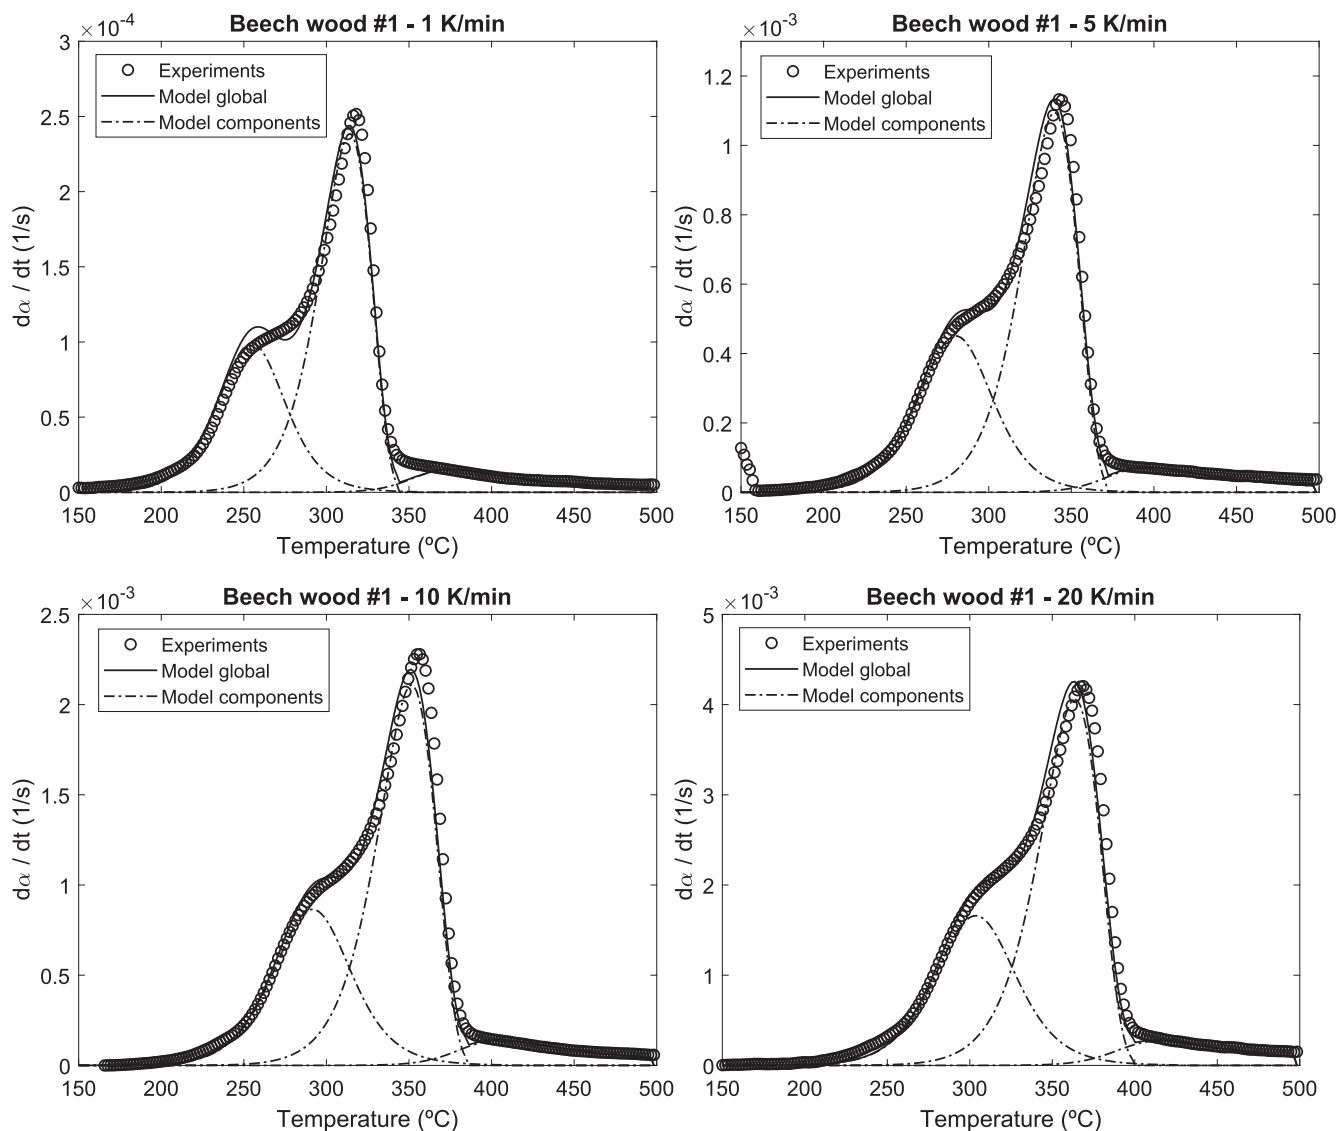 Beech wood #1 - 1 K/min
×10⁻⁴
3
2.5
2
1.5
1
0.5
0
dα / dt (1/s)
Experiments
Model global
Model components
150 200 250 300 350 400 450 500
Temperature (ºC)
Beech wood #1 - 5 K/min
×10⁻³
1.2
1
0.8
0.6
0.4
0.2
0
dα / dt (1/s)
Experiments
Model global
Model components
150 200 250 300 350 400 450 500
Temperature (ºC)
Beech wood #1 - 10 K/min
×10⁻³
2.5
2
1.5
1
0.5
0
dα / dt (1/s)
Experiments
Model global
Model components
150 200 250 300 350 400 450 500
Temperature (ºC)
Beech wood #1 - 20 K/min
×10⁻³
5
4
3
2
1
0
dα / dt (1/s)
Experiments
Model global
Model components
150 200 250 300 350 400 450 500
Temperature (ºC)